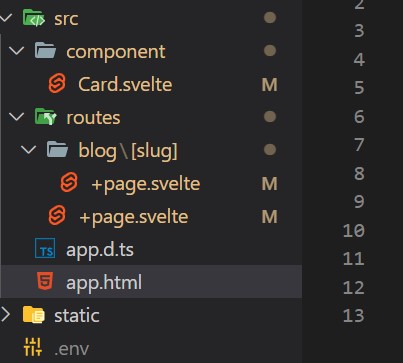 src
component
Card.svelte M
routes
blog\[slug]
+page.svelte M
+page.svelte M
TS app.d.ts
app.html
static
.env
2
3
4
5
6
7
8
9
10
11
12
13